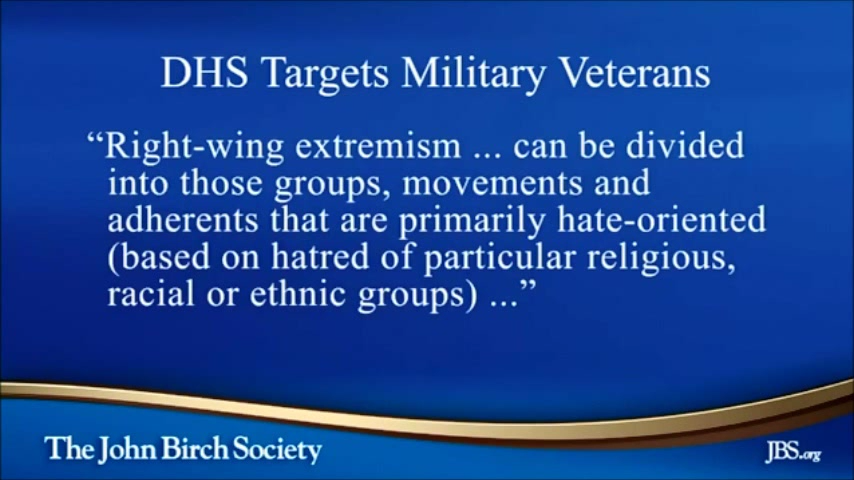 DHS Targets Military Veterans
“Right-wing extremism ... can be divided
into those groups, movements and
adherents that are primarily hate-oriented
(based on hatred of particular religious,
racial or ethnic groups) ...”
The John Birch Society
JBS.org